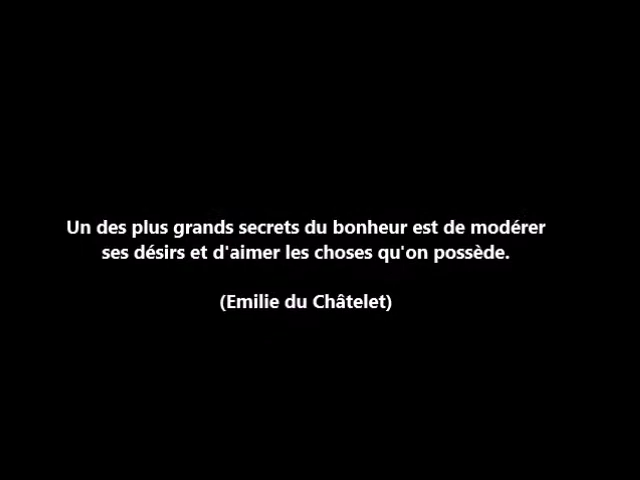 Un des plus grands secrets du bonheur est de modérer
ses désirs et d'aimer les choses qu'on possède.
(Emilie du Châtelet)